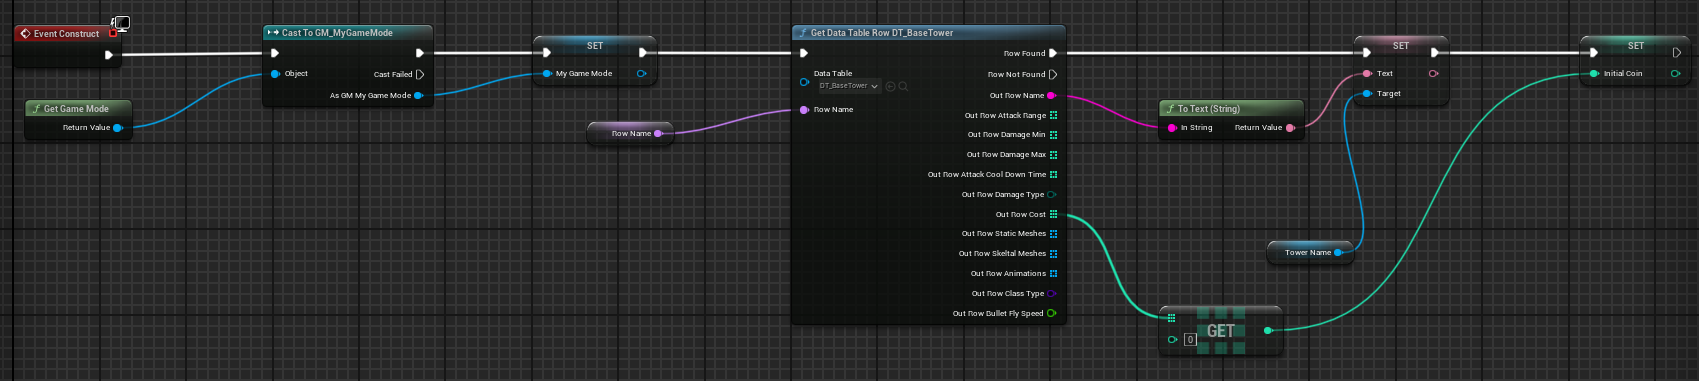 Event Construct
Cast To GM_MyGameMode
Object
Cast Failed
As GM My Game Mode
Get Game Mode
Return Value
SET
My Game Mode
Row Name
Get Data Table Row DT_BaseTower
Row Found
Data Table
DT_BaseTower
Row Not Found
Out Row Name
Row Name
Out Row Attack Range
Out Row Damage Min
Out Row Damage Max
Out Row Attack Cool Down Time
Out Row Damage Type
Out Row Cost
Out Row Static Meshes
Out Row Skeltal Meshes
Out Row Animations
Out Row Class Type
Out Row Bullet Fly Speed
To Text (String)
In String
Return Value
SET
Text
Target
Tower Name
GET
0
SET
Initial Coin